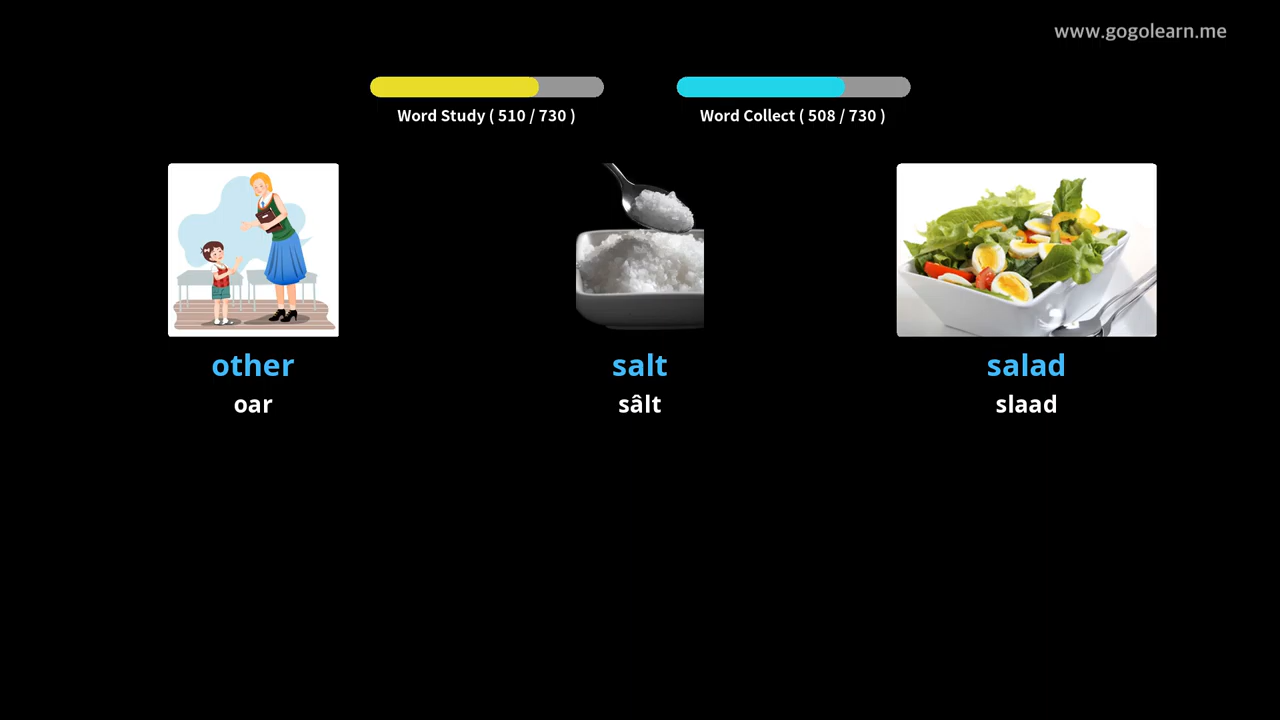 www.gogolearn.me
Word Study ( 510 / 730 )
Word Collect ( 508 / 730 )
other
salt
salad
oar
sâlt
slaad